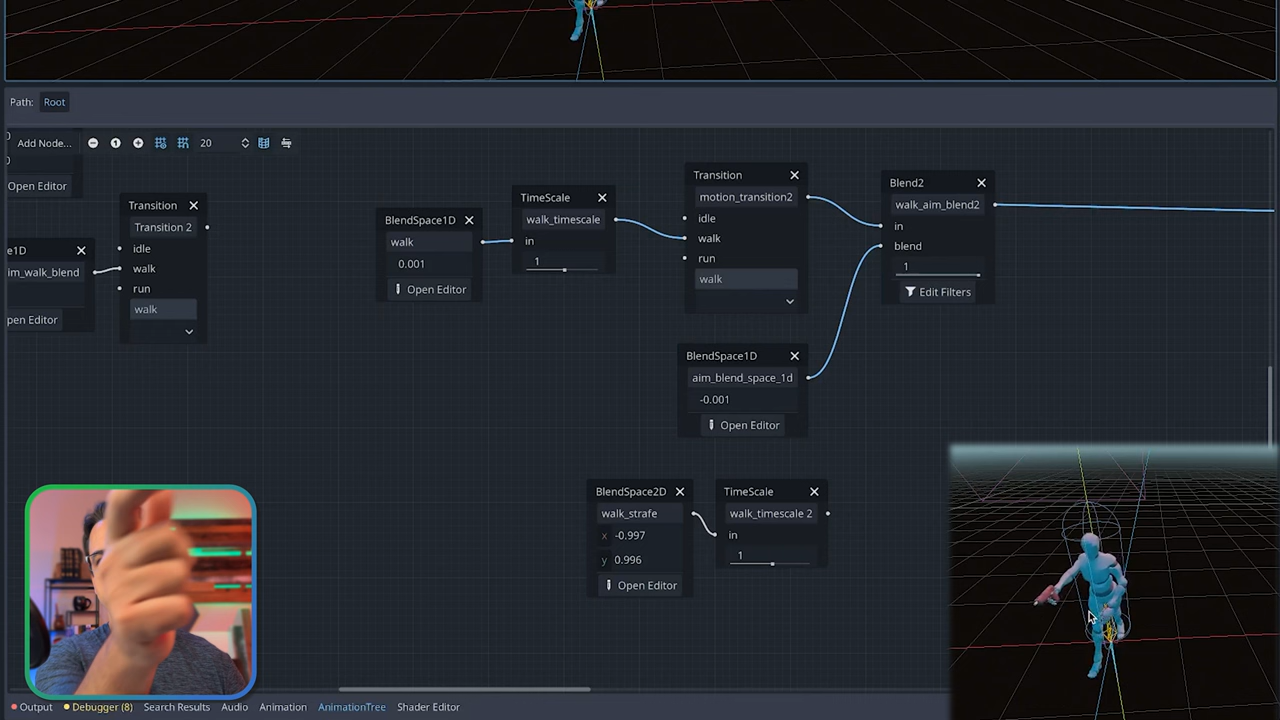 Path: Root
0
Add Node...
20
0
Open Editor
Transition
Transition 2
idle
walk
run
walk
e1D
im_walk_blend
pen Editor
BlendSpace1D
walk
0.001
Open Editor
TimeScale
walk_timescale
in
1
Transition
motion_transition2
idle
walk
run
walk
Blend2
walk_aim_blend2
in
blend
1
Edit Filters
BlendSpace1D
aim_blend_space_1d
-0.001
Open Editor
BlendSpace2D
walk_strafe
x -0.997
y 0.996
Open Editor
TimeScale
walk_timescale 2
in
1
Output Debugger (8) Search Results Audio Animation AnimationTree Shader Editor